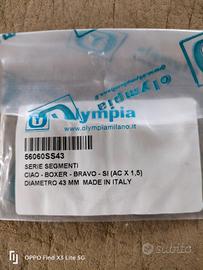 Olympia
www.olympiamilano.it
56060SS43
SERIE SEGMENTI
CIAO - BOXER - BRAVO - SI (AC X 1,5)
DIAMETRO 43 MM MADE IN ITALY
OPPO Find X3 Lite 5G
subito